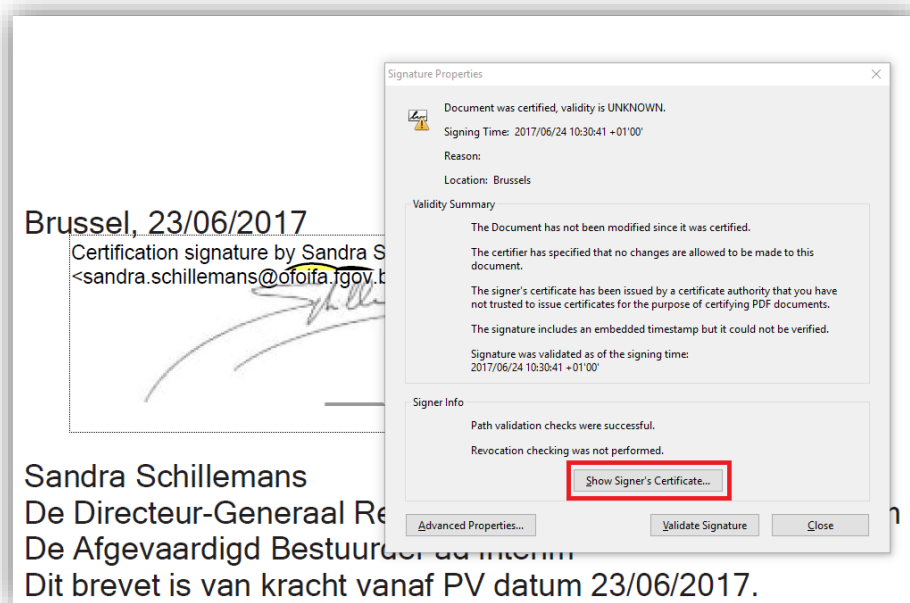 Signature Properties
Document was certified, validity is UNKNOWN.
Signing Time: 2017/06/24 10:30:41 +01'00'
Reason:
Location: Brussels
Validity Summary
The Document has not been modified since it was certified.
The certifier has specified that no changes are allowed to be made to this
document.
The signer's certificate has been issued by a certificate authority that you have
not trusted to issue certificates for the purpose of certifying PDF documents.
The signature includes an embedded timestamp but it could not be verified.
Signature was validated as of the signing time:
2017/06/24 10:30:41 +01'00'
Signer Info
Path validation checks were successful.
Revocation checking was not performed.
Show Signer's Certificate...
Advanced Properties... Validate Signature Close
Brussel, 23/06/2017
Certification signature by Sandra S
<sandra.schillemans@ofoifa.fgov.b
Sandra Schillemans
De Directeur-Generaal Re
De Afgevaardigd Bestuurder ad interim
Dit brevet is van kracht vanaf PV datum 23/06/2017.